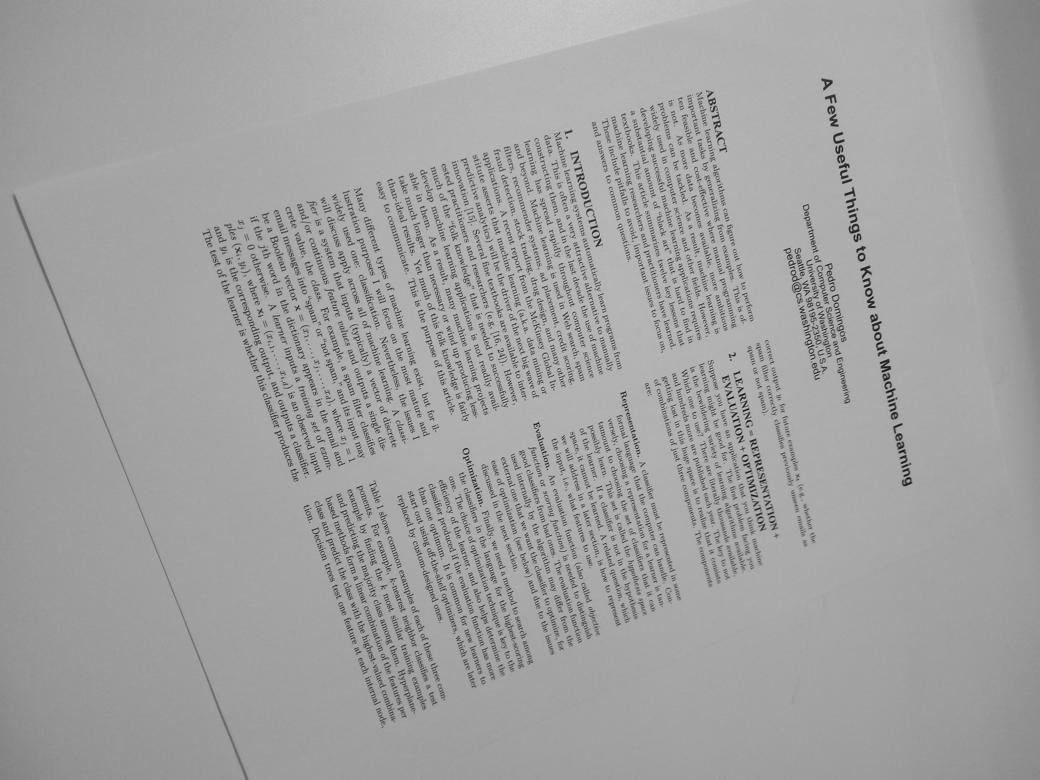 A Few Useful Things to Know about Machine Learning
Pedro Domingos
Department of Computer Science and Engineering
University of Washington
Seattle, WA 98195-2350, U.S.A.
pedrod@cs.washington.edu
ABSTRACT
Machine learning algorithms can figure out how to perform
important tasks by generalizing from examples. This is of-
ten feasible and cost-effective where manual programming
is not. As more data becomes available, more ambitious
problems can be tackled. As a result, machine learning is
widely used in computer science and other fields. However,
developing successful machine learning applications requires
a substantial amount of “black art” that is hard to find in
textbooks. This article summarizes twelve key lessons that
machine learning researchers and practitioners have learned.
These include pitfalls to avoid, important issues to focus on,
and answers to common questions.
1. INTRODUCTION
Machine learning systems automatically learn programs from
data. This is often a very attractive alternative to manually
constructing them, and in the last decade the use of machine
learning has spread rapidly throughout computer science
and beyond. Machine learning is used in Web search, spam
filters, recommender systems, ad placement, credit scoring,
fraud detection, stock trading, drug design, and many other
applications. A recent report from the McKinsey Global In-
stitute asserts that machine learning (a.k.a. data mining or
predictive analytics) will be the driver of the next big wave of
innovation [15]. Several fine textbooks are available to inter-
ested practitioners and researchers (e.g, [16, 24]). However,
much of the “folk knowledge” that is needed to successfully
develop machine learning applications is not readily avail-
able in them. As a result, many machine learning projects
take much longer than necessary or wind up producing less-
than-ideal results. Yet much of this folk knowledge is fairly
easy to communicate. This is the purpose of this article.
Many different types of machine learning exist, but for il-
lustration purposes I will focus on the most mature and
widely used one: classification. Nevertheless, the issues I
will discuss apply across all of machine learning. A classi-
fier is a system that inputs (typically) a vector of discrete
and/or continuous feature values and outputs a single dis-
crete value, the class. For example, a spam filter classifies
email messages into “spam” or “not spam,” and its input may
be a Boolean vector x = (x1, . . . , xj, . . . , xd), where xj = 1
if the jth word in the dictionary appears in the email and
xj = 0 otherwise. A learner inputs a training set of exam-
ples (xi, yi), where xi = (xi,1, . . . , xi,d) is an observed input
and yi is the corresponding output, and outputs a classifier.
The test of the learner is whether this classifier produces the
correct output yt for future examples xt (e.g., whether the
spam filter correctly classifies previously unseen emails as
spam or not spam).
2. LEARNING = REPRESENTATION +
EVALUATION + OPTIMIZATION
Suppose you have an application that you think machine
learning might be good for. The first problem facing you
is the bewildering variety of learning algorithms available.
Which one to use? There are literally thousands available,
and hundreds more are published each year. The key to not
getting lost in this huge space is to realize that it consists
of combinations of just three components. The components
are:
Representation. A classifier must be represented in some
formal language that the computer can handle. Con-
versely, choosing a representation for a learner is tan-
tamount to choosing the set of classifiers that it can
possibly learn. This set is called the hypothesis space
of the learner. If a classifier is not in the hypothesis
space, it cannot be learned. A related question, which
we will address in a later section, is how to represent
the input, i.e., what features to use.
Evaluation. An evaluation function (also called objective
function or scoring function) is needed to distinguish
good classifiers from bad ones. The evaluation function
used internally by the algorithm may differ from the
external one that we want the classifier to optimize, for
ease of optimization (see below) and due to the issues
discussed in the next section.
Optimization. Finally, we need a method to search among
the classifiers in the language for the highest-scoring
one. The choice of optimization technique is key to the
efficiency of the learner, and also helps determine the
classifier produced if the evaluation function has more
than one optimum. It is common for new learners to
start out using off-the-shelf optimizers, which are later
replaced by custom-designed ones.
Table 1 shows common examples of each of these three com-
ponents. For example, k-nearest neighbor classifies a test
example by finding the k most similar training examples
and predicting the majority class among them. Hyperplane-
based methods form a linear combination of the features per
class and predict the class with the highest-valued combina-
tion. Decision trees test one feature at each internal node,